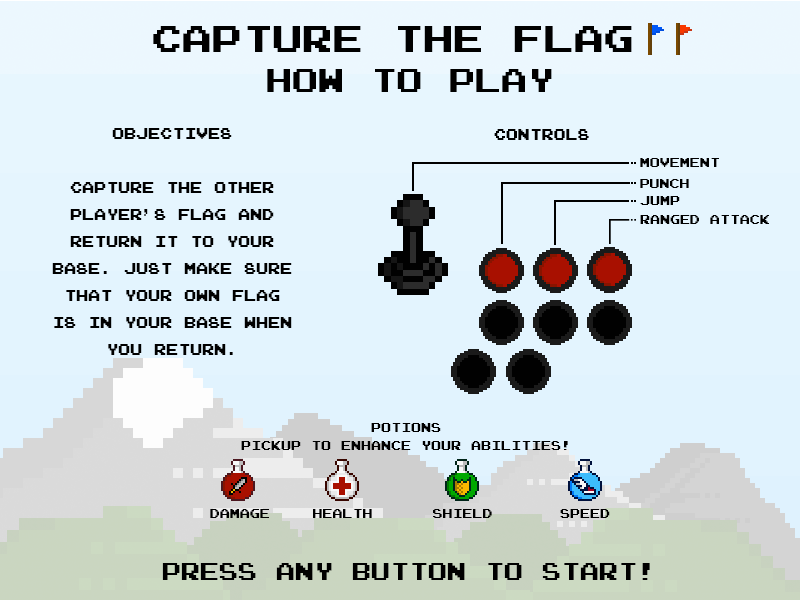 CAPTURE THE FLAG
HOW TO PLAY
OBJECTIVES
CAPTURE THE OTHER
PLAYER'S FLAG AND
RETURN IT TO YOUR
BASE. JUST MAKE SURE
THAT YOUR OWN FLAG
IS IN YOUR BASE WHEN
YOU RETURN.
CONTROLS
MOVEMENT
PUNCH
JUMP
RANGED ATTACK
POTIONS
PICKUP TO ENHANCE YOUR ABILITIES!
DAMAGE HEALTH SHIELD SPEED
PRESS ANY BUTTON TO START!